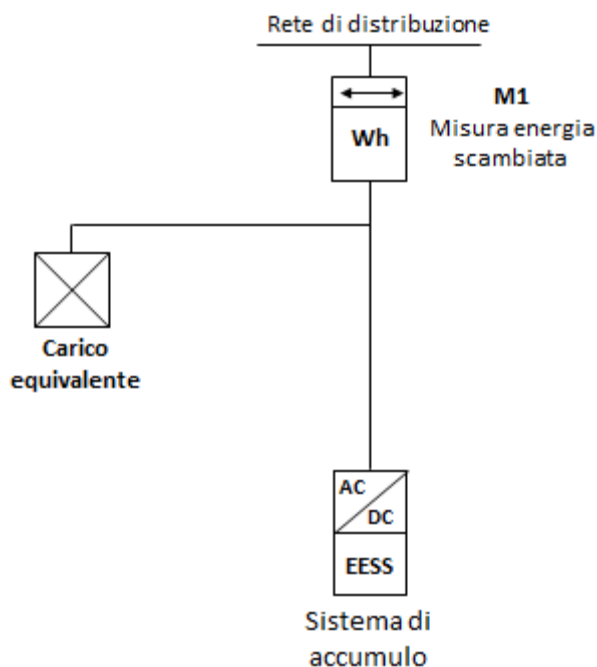 Rete di distribuzione
M1
Misura energia
scambiata
Wh
Carico
equivalente
AC
DC
EESS
Sistema di
accumulo